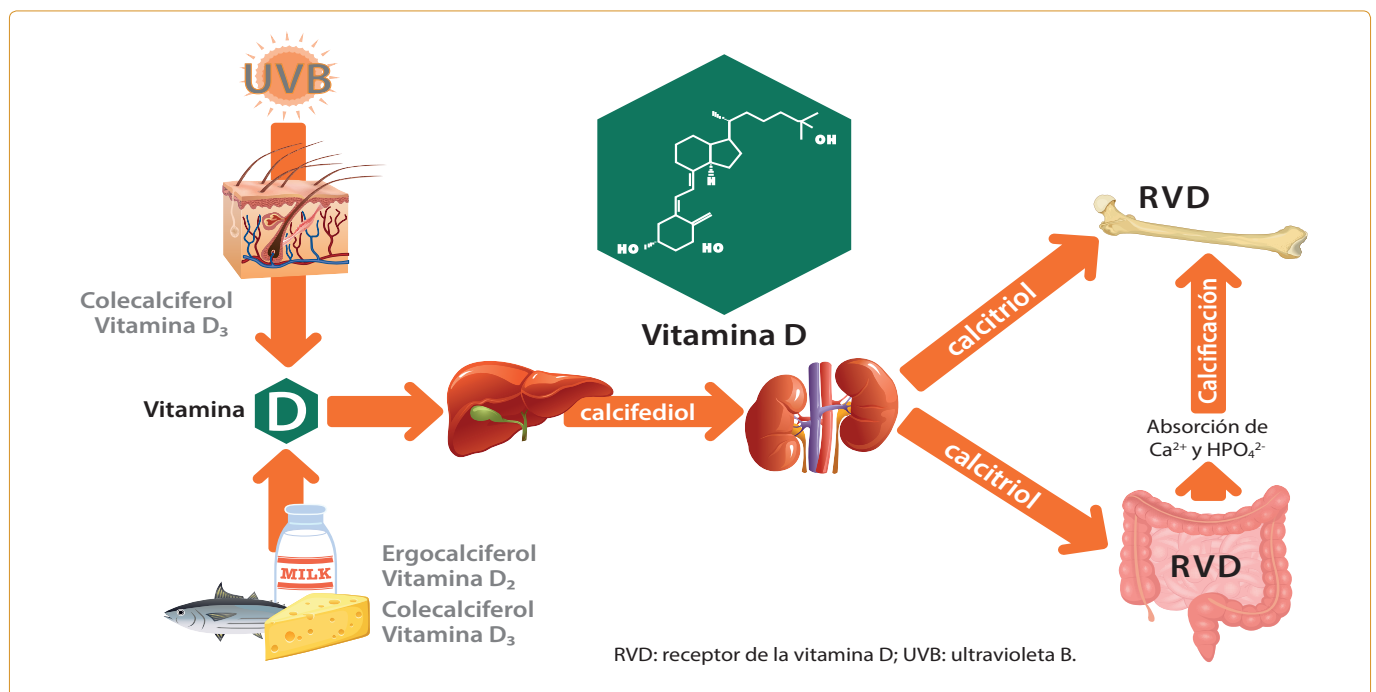 UVB
OH
H
HO
HO
RVD
Colecalciferol
Vitamina D₃
Vitamina D
calcitriol
Calcificación
Vitamina
D
calcifediol
Absorción de
Ca²⁺ y HPO₄²⁻
calcitriol
MILK
Ergocalciferol
Vitamina D₂
Colecalciferol
Vitamina D₃
RVD
RVD: receptor de la vitamina D; UVB: ultravioleta B.